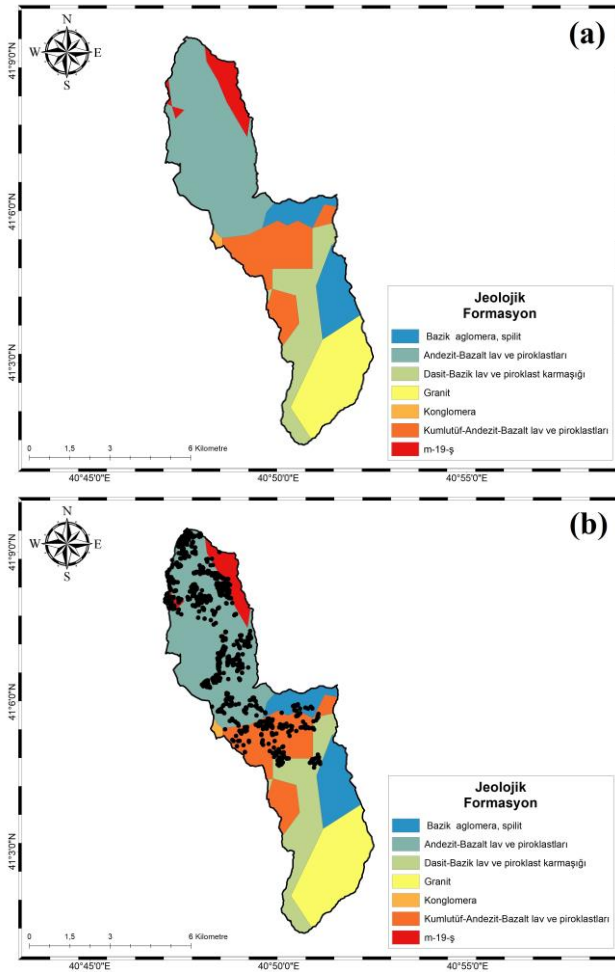 (a)
N
W E
S
41°9'0"N
41°6'0"N
41°3'0"N
Jeolojik
Formasyon
Bazik aglomera, spilit
Andezit-Bazalt lav ve piroklastları
Dasit-Bazik lav ve piroklast karmaşığı
Granit
Konglomera
Kumlutüf-Andezit-Bazalt lav ve piroklastları
m-19-ş
0 1,5 3 6 Kilometre
40°45'0"E 40°50'0"E 40°55'0"E
(b)
N
W E
S
41°9'0"N
41°6'0"N
41°3'0"N
Jeolojik
Formasyon
Bazik aglomera, spilit
Andezit-Bazalt lav ve piroklastları
Dasit-Bazik lav ve piroklast karmaşığı
Granit
Konglomera
Kumlutüf-Andezit-Bazalt lav ve piroklastları
m-19-ş
0 1,5 3 6 Kilometre
40°45'0"E 40°50'0"E 40°55'0"E